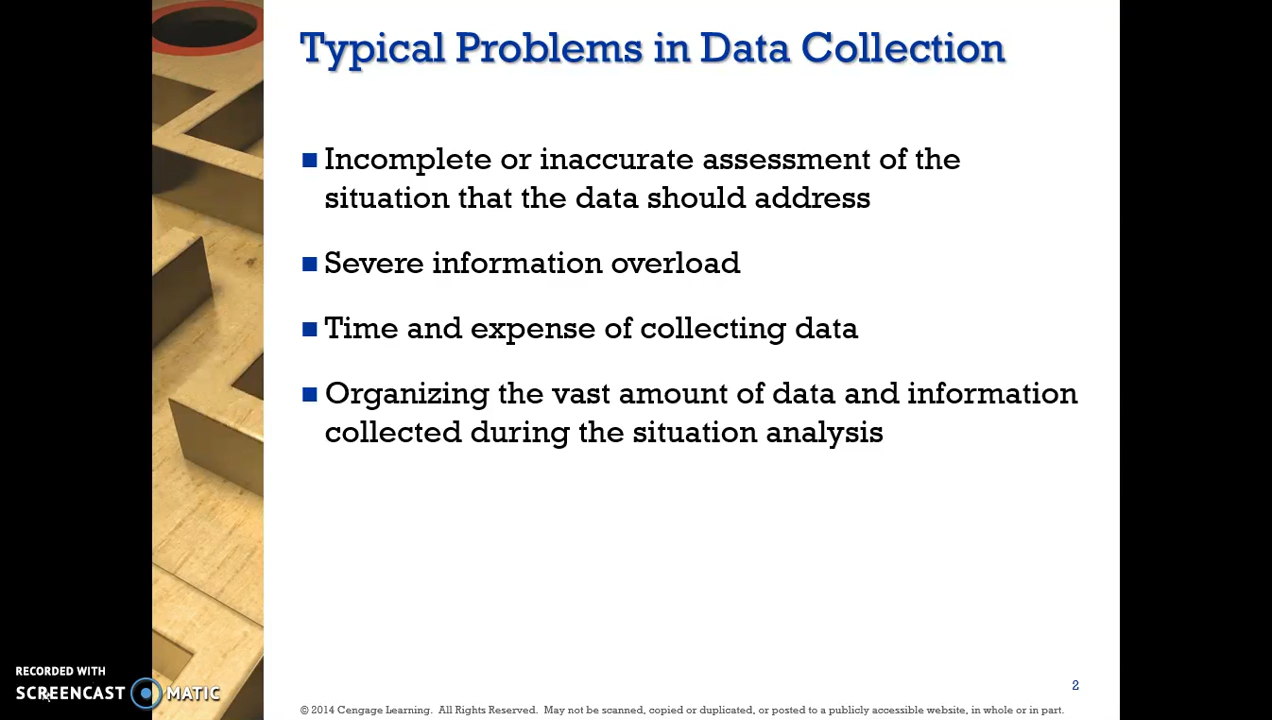 Typical Problems in Data Collection
Incomplete or inaccurate assessment of the
situation that the data should address
Severe information overload
Time and expense of collecting data
Organizing the vast amount of data and information
collected during the situation analysis
RECORDED WITH
SCREENCAST MATIC
2
© 2014 Cengage Learning. All Rights Reserved. May not be scanned, copied or duplicated, or posted to a publicly accessible website, in whole or in part.